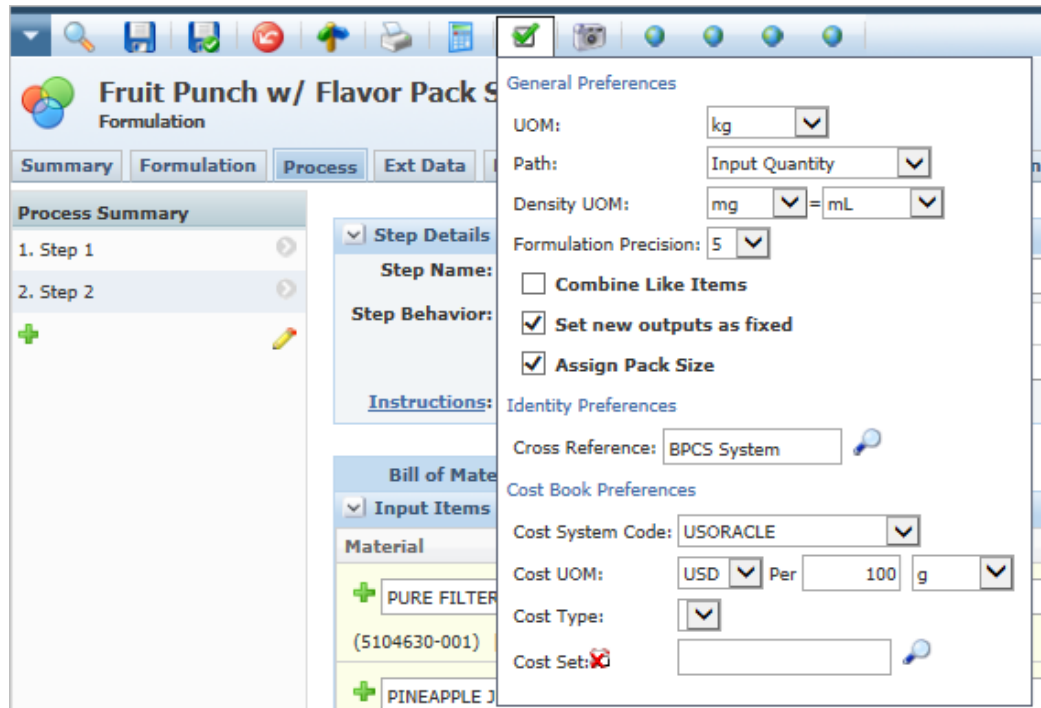 Fruit Punch w/ Flavor Pack S
Formulation
Summary Formulation Process Ext Data
Process Summary
1. Step 1
2. Step 2
Step Details
Step Name:
Step Behavior:
Instructions:
Bill of Mate
Input Items
Material
PURE FILTER
(5104630-001)
PINEAPPLE J
General Preferences
UOM: kg
Path: Input Quantity
Density UOM: mg = mL
Formulation Precision: 5
Combine Like Items
Set new outputs as fixed
Assign Pack Size
Identity Preferences
Cross Reference: BPCS System
Cost Book Preferences
Cost System Code: USORACLE
Cost UOM: USD Per 100 g
Cost Type:
Cost Set: